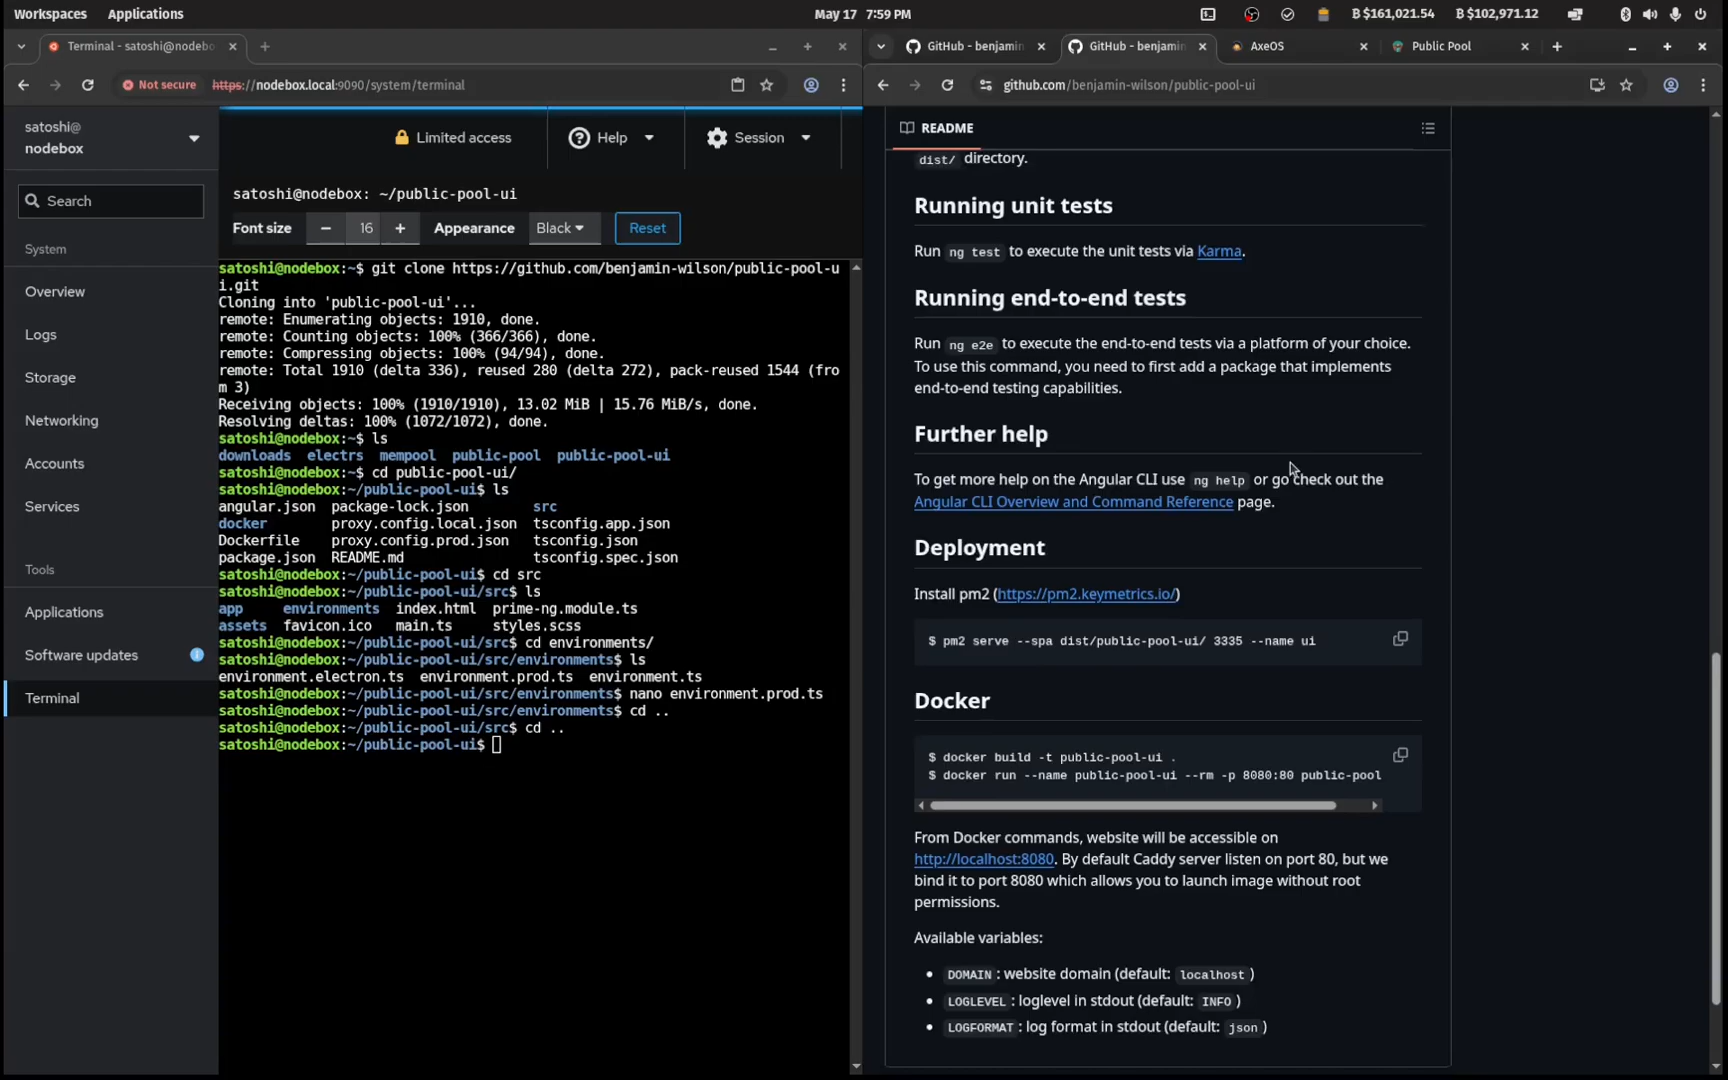 Workspaces Applications May 17 7:59 PM ₿ $161,021.54 ₿ $102,971.12
Terminal - satoshi@nodebo
Not secure https://nodebox.local:9090/system/terminal
satoshi@
nodebox
Search
System
Overview
Logs
Storage
Networking
Accounts
Services
Tools
Applications
Software updates
Terminal
Limited access Help Session
satoshi@nodebox: ~/public-pool-ui
Font size − 16 + Appearance Black Reset
satoshi@nodebox:~$ git clone https://github.com/benjamin-wilson/public-pool-u
i.git
Cloning into 'public-pool-ui'...
remote: Enumerating objects: 1910, done.
remote: Counting objects: 100% (366/366), done.
remote: Compressing objects: 100% (94/94), done.
remote: Total 1910 (delta 336), reused 280 (delta 272), pack-reused 1544 (fro
m 3)
Receiving objects: 100% (1910/1910), 13.02 MiB | 15.76 MiB/s, done.
Resolving deltas: 100% (1072/1072), done.
satoshi@nodebox:~$ ls
downloads electrs mempool public-pool public-pool-ui
satoshi@nodebox:~$ cd public-pool-ui/
satoshi@nodebox:~/public-pool-ui$ ls
angular.json package-lock.json src
docker proxy.config.local.json tsconfig.app.json
Dockerfile proxy.config.prod.json tsconfig.json
package.json README.md tsconfig.spec.json
satoshi@nodebox:~/public-pool-ui$ cd src
satoshi@nodebox:~/public-pool-ui/src$ ls
app environments index.html prime-ng.module.ts
assets favicon.ico main.ts styles.scss
satoshi@nodebox:~/public-pool-ui/src$ cd environments/
satoshi@nodebox:~/public-pool-ui/src/environments$ ls
environment.electron.ts environment.prod.ts environment.ts
satoshi@nodebox:~/public-pool-ui/src/environments$ nano environment.prod.ts
satoshi@nodebox:~/public-pool-ui/src/environments$ cd ..
satoshi@nodebox:~/public-pool-ui/src$ cd ..
satoshi@nodebox:~/public-pool-ui$
GitHub - benjamin GitHub - benjamin AxeOS Public Pool
github.com/benjamin-wilson/public-pool-ui
README
dist/ directory.
Running unit tests
Run ng test to execute the unit tests via Karma.
Running end-to-end tests
Run ng e2e to execute the end-to-end tests via a platform of your choice.
To use this command, you need to first add a package that implements
end-to-end testing capabilities.
Further help
To get more help on the Angular CLI use ng help or go check out the
Angular CLI Overview and Command Reference page.
Deployment
Install pm2 (https://pm2.keymetrics.io/)
$ pm2 serve --spa dist/public-pool-ui/ 3335 --name ui
Docker
$ docker build -t public-pool-ui .
$ docker run --name public-pool-ui --rm -p 8080:80 public-pool
From Docker commands, website will be accessible on
http://localhost:8080. By default Caddy server listen on port 80, but we
bind it to port 8080 which allows you to launch image without root
permissions.
Available variables:
• DOMAIN : website domain (default: localhost )
• LOGLEVEL : loglevel in stdout (default: INFO )
• LOGFORMAT : log format in stdout (default: json )